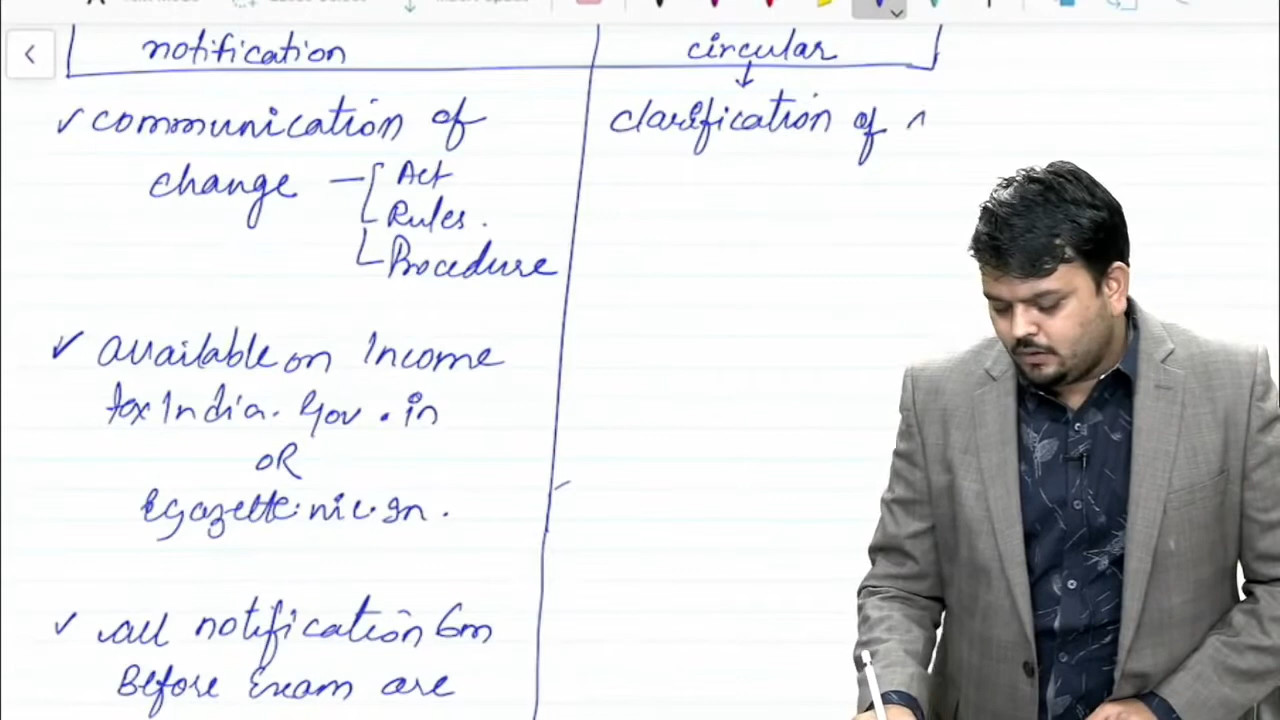 notification
circular
✓ communication of
change — Act
Rules.
Procedure
✓ available on Income
tax India. Gov . in
OR
Egazette. nic. in .
✓ all notification 6m
Before Exam are
clarification of